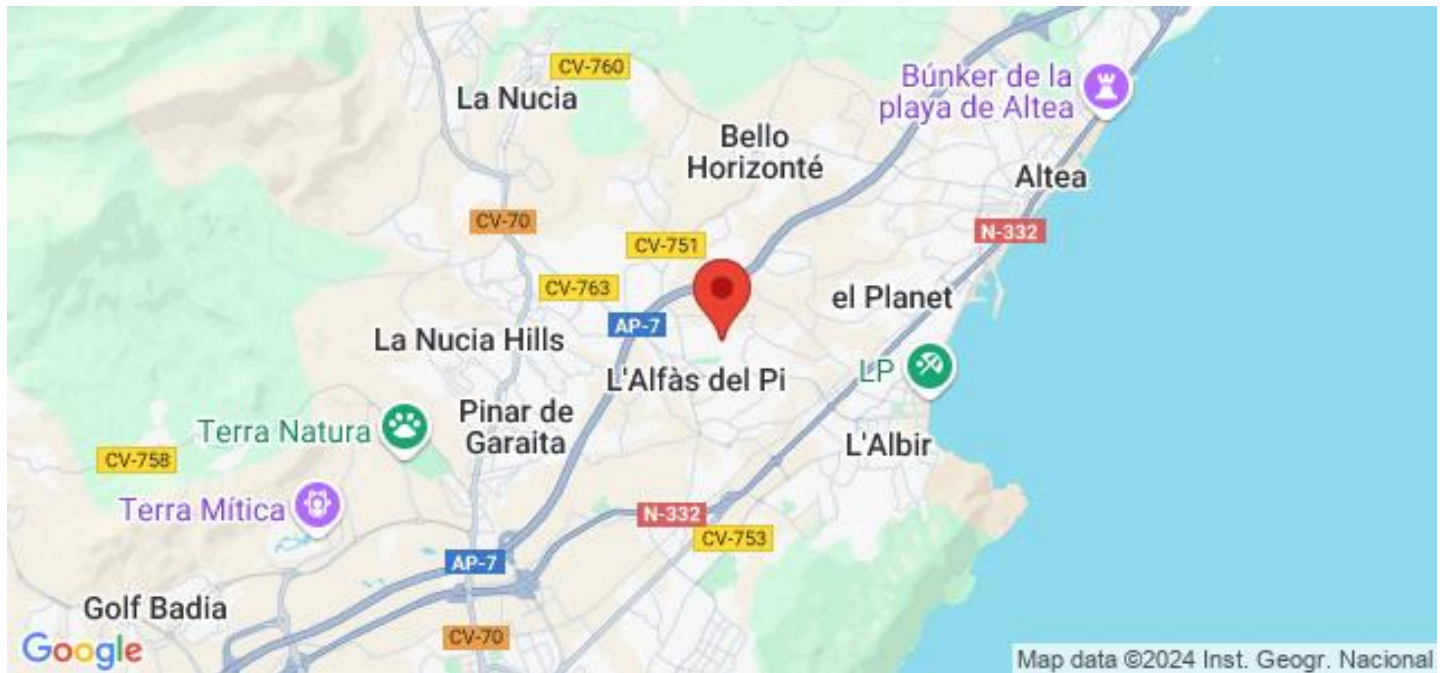 CV-760
La Nucia
Búnker de la
playa de Altea
Bello
Horizonté
Altea
CV-70
N-332
CV-751
CV-763
el Planet
AP-7
La Nucia Hills
LP
L'Alfàs del Pi
Pinar de
Garaita
Terra Natura
L'Albir
CV-758
Terra Mítica
N-332
CV-753
AP-7
Golf Badia
CV-70
Google
Map data ©2024 Inst. Geogr. Nacional